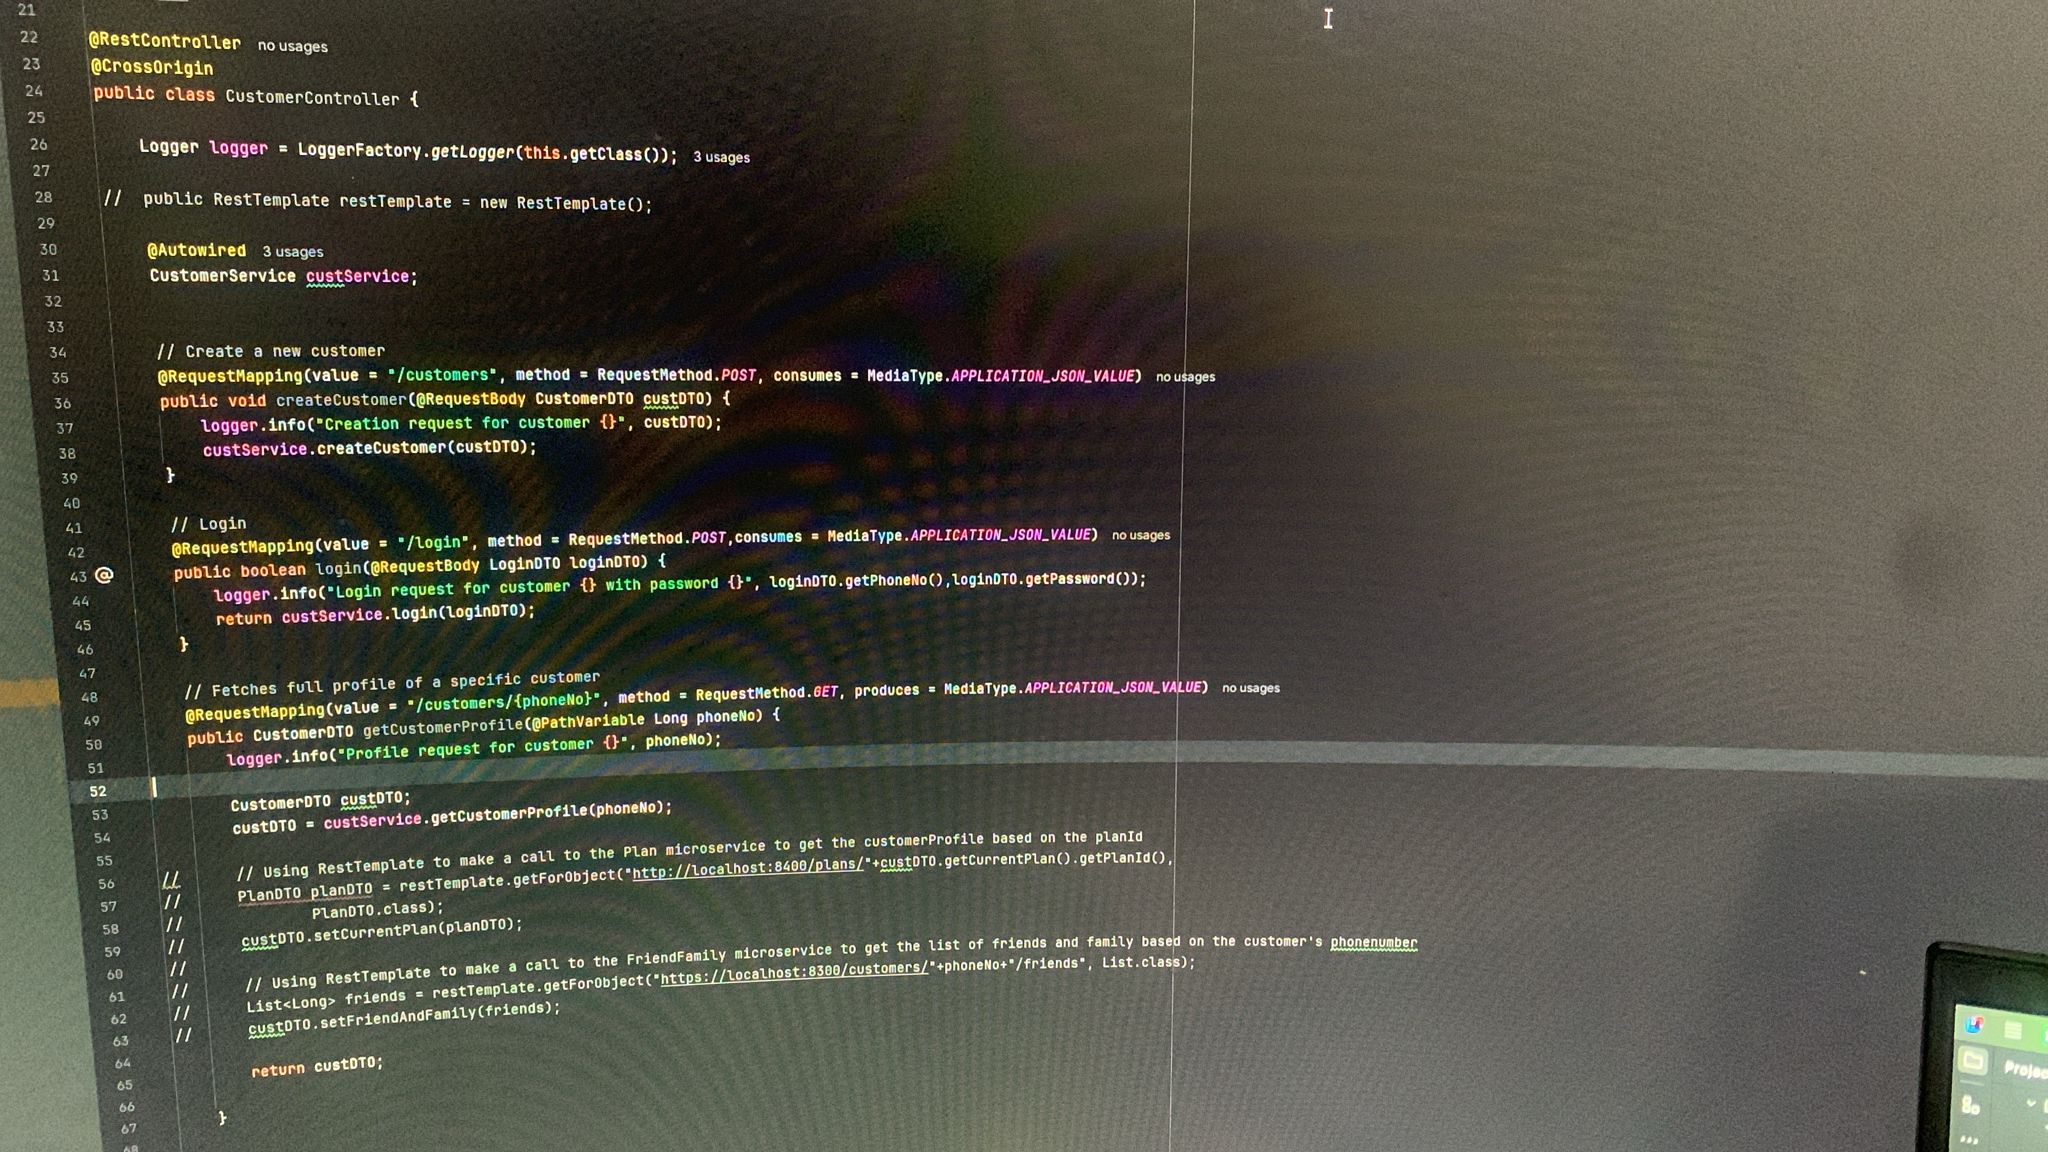 21
22 @RestController no usages
23 @CrossOrigin
24 public class CustomerController {
25
26 Logger logger = LoggerFactory.getLogger(this.getClass()); 3 usages
27
28 // public RestTemplate restTemplate = new RestTemplate();
29
30 @Autowired 3 usages
31 CustomerService custService;
32
33
34 // Create a new customer
35 @RequestMapping(value = "/customers", method = RequestMethod.POST, consumes = MediaType.APPLICATION_JSON_VALUE) no usages
36 public void createCustomer(@RequestBody CustomerDTO custDTO) {
37 logger.info("Creation request for customer {}", custDTO);
38 custService.createCustomer(custDTO);
39 }
40
41 // Login
42 @RequestMapping(value = "/login", method = RequestMethod.POST,consumes = MediaType.APPLICATION_JSON_VALUE) no usages
43 @ public boolean login(@RequestBody LoginDTO loginDTO) {
44 logger.info("Login request for customer {} with password {}", loginDTO.getPhoneNo(),loginDTO.getPassword());
45 return custService.login(loginDTO);
46 }
47
48 // Fetches full profile of a specific customer
49 @RequestMapping(value = "/customers/{phoneNo}", method = RequestMethod.GET, produces = MediaType.APPLICATION_JSON_VALUE) no usages
50 public CustomerDTO getCustomerProfile(@PathVariable Long phoneNo) {
51 logger.info("Profile request for customer {}", phoneNo);
52
53 CustomerDTO custDTO;
54 custDTO = custService.getCustomerProfile(phoneNo);
55
56 // // Using RestTemplate to make a call to the Plan microservice to get the customerProfile based on the planId
57 // PlanDTO planDTO = restTemplate.getForObject("http://localhost:8400/plans/"+custDTO.getCurrentPlan().getPlanId(),
58 // PlanDTO.class);
59 // custDTO.setCurrentPlan(planDTO);
60 //
61 // // Using RestTemplate to make a call to the FriendFamily microservice to get the list of friends and family based on the customer's phonenumber
62 // List<Long> friends = restTemplate.getForObject("https://localhost:8300/customers/"+phoneNo+"/friends", List.class);
63 // custDTO.setFriendAndFamily(friends);
64
65 return custDTO;
66
67 }
68
Projec